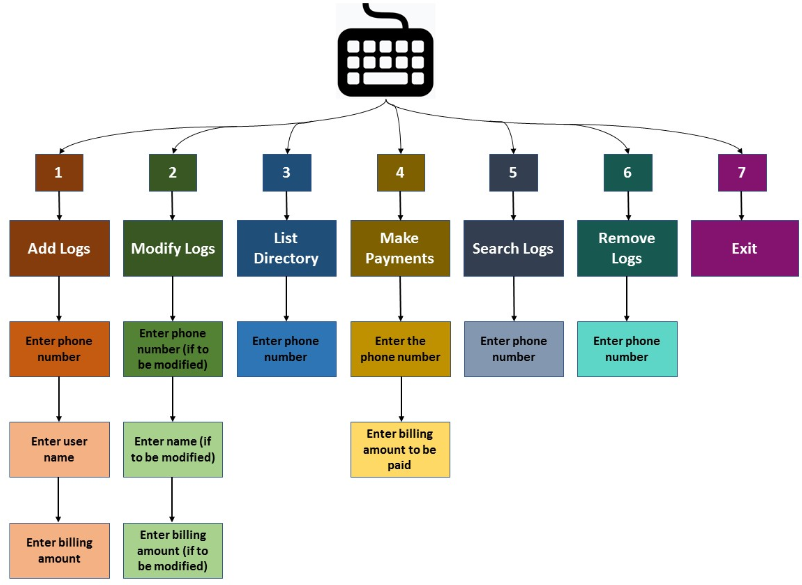 1
2
3
4
5
6
7
Add Logs
Modify Logs
List
Directory
Make
Payments
Search Logs
Remove
Logs
Exit
Enter phone
number
Enter phone
number (if to
be modified)
Enter phone
number
Enter the
phone number
Enter phone
number
Enter phone
number
Enter user
name
Enter name (if
to be modified)
Enter billing
amount to be
paid
Enter billing
amount
Enter billing
amount (if to
be modified)